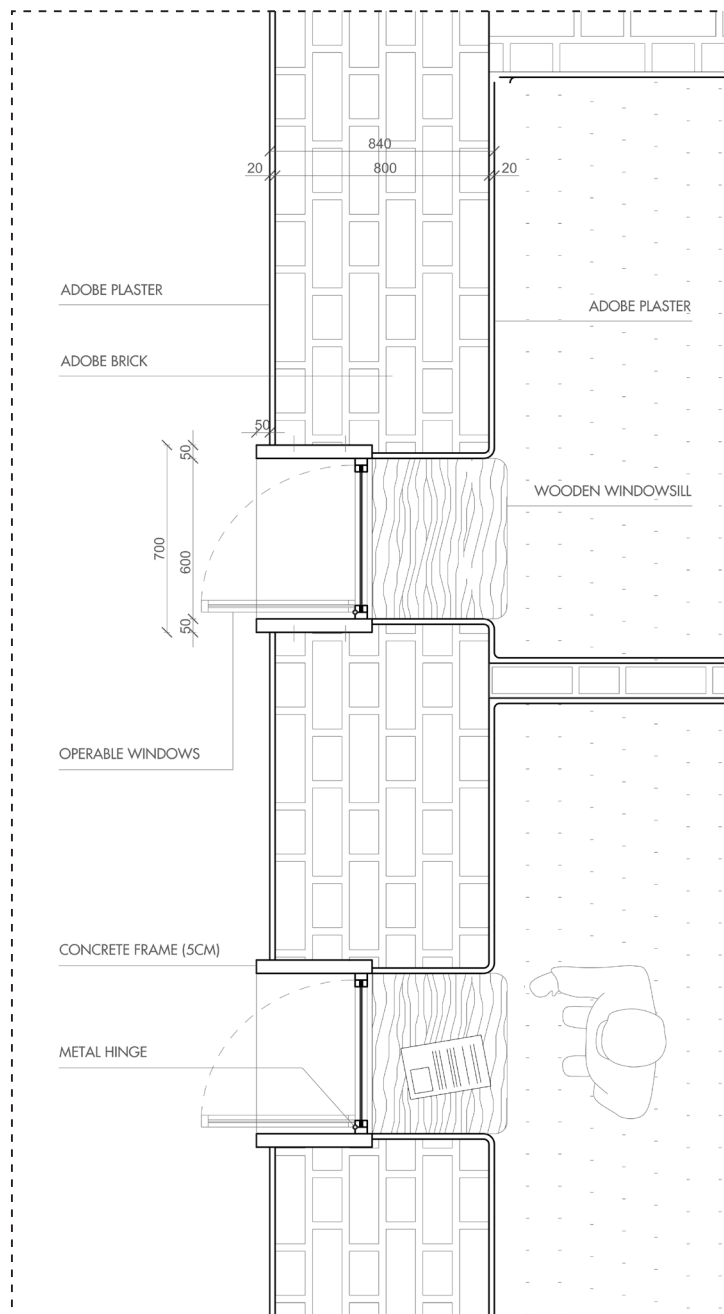 840
20
800
20
ADOBE PLASTER
ADOBE PLASTER
ADOBE BRICK
50
50
700
600
50
WOODEN WINDOWSILL
OPERABLE WINDOWS
CONCRETE FRAME (5CM)
METAL HINGE